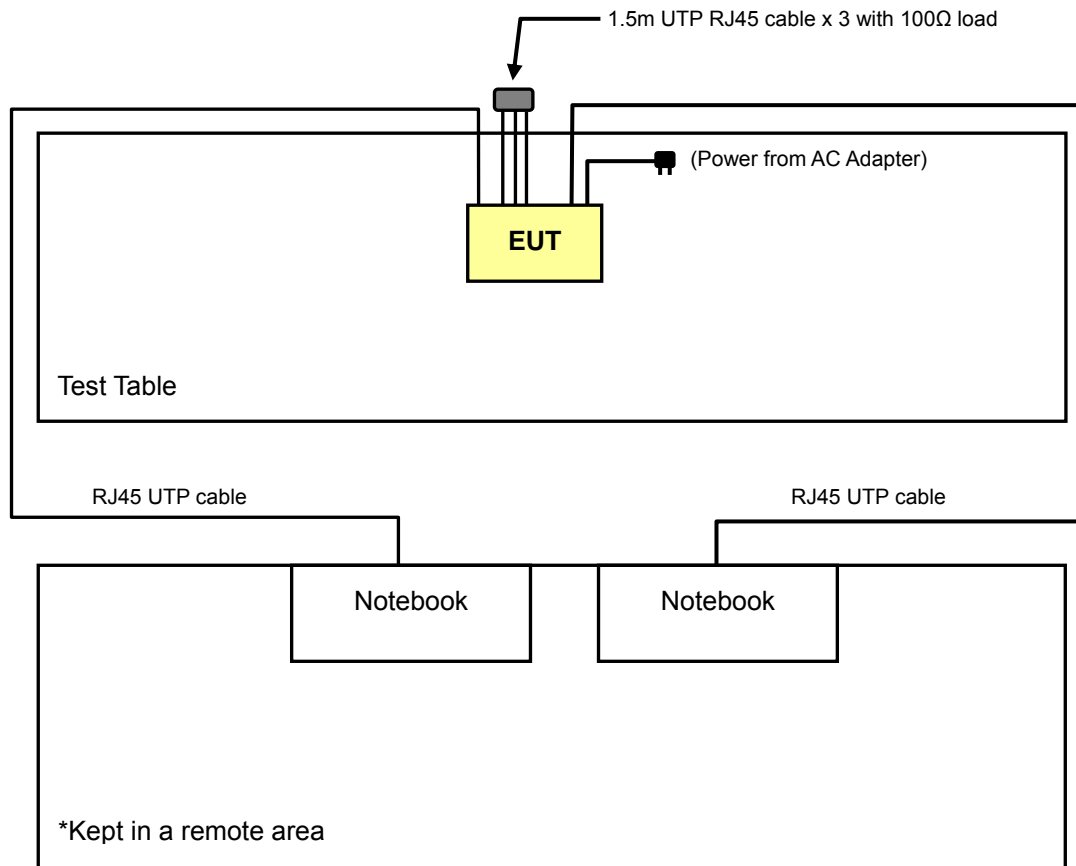 1.5m UTP RJ45 cable x 3 with 100Ω load
(Power from AC Adapter)
EUT
Test Table
RJ45 UTP cable
RJ45 UTP cable
Notebook
Notebook
*Kept in a remote area